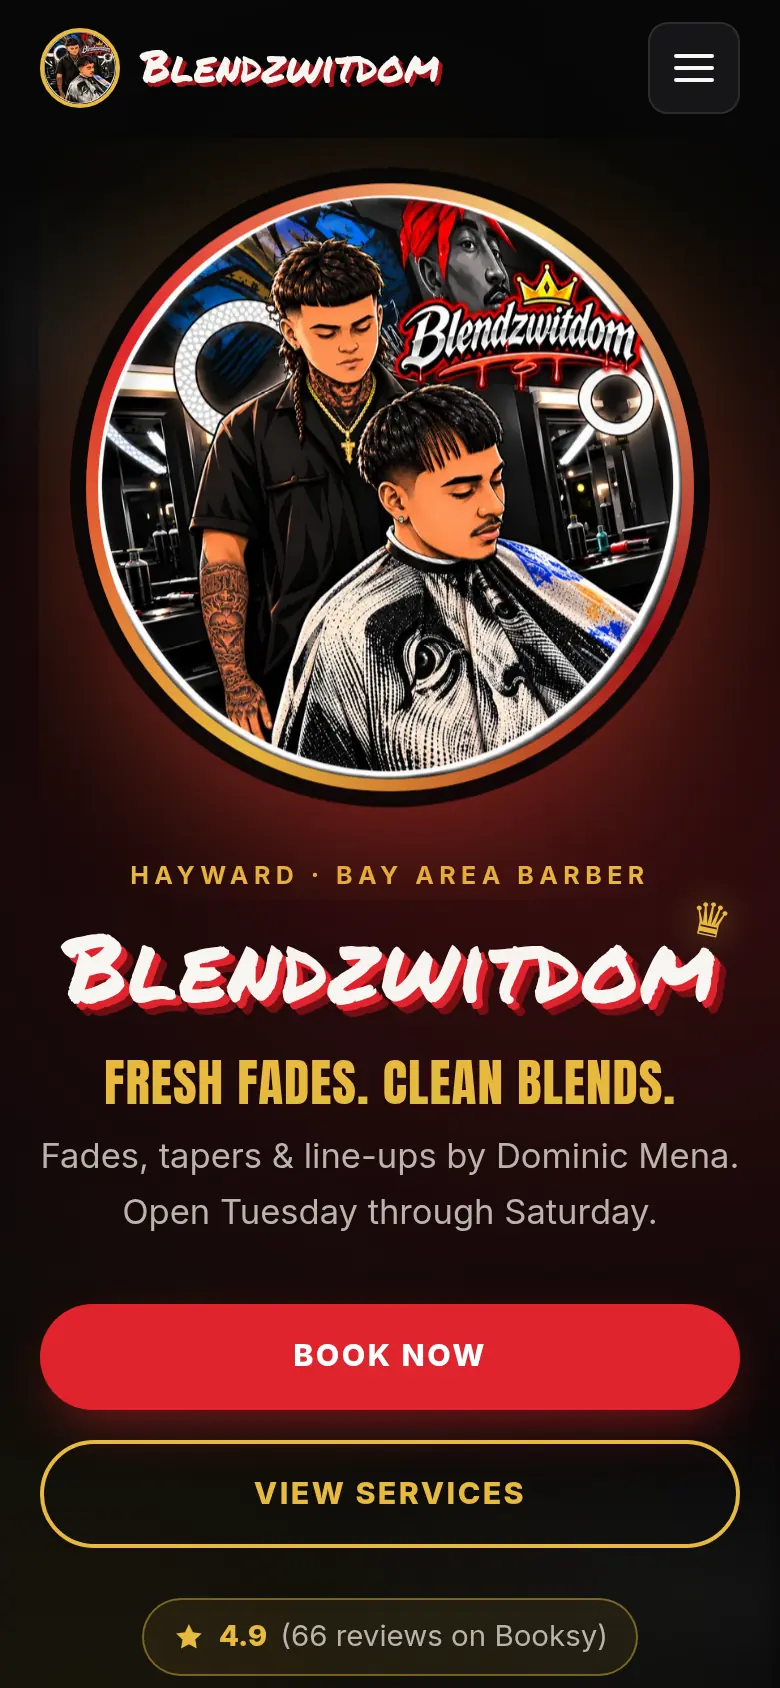 Blendzwitdom
Blendzwitdom
HAYWARD · BAY AREA BARBER
Blendzwitdom
FRESH FADES. CLEAN BLENDS.
Fades, tapers & line-ups by Dominic Mena.
Open Tuesday through Saturday.
BOOK NOW
VIEW SERVICES
★ 4.9 (66 reviews on Booksy)